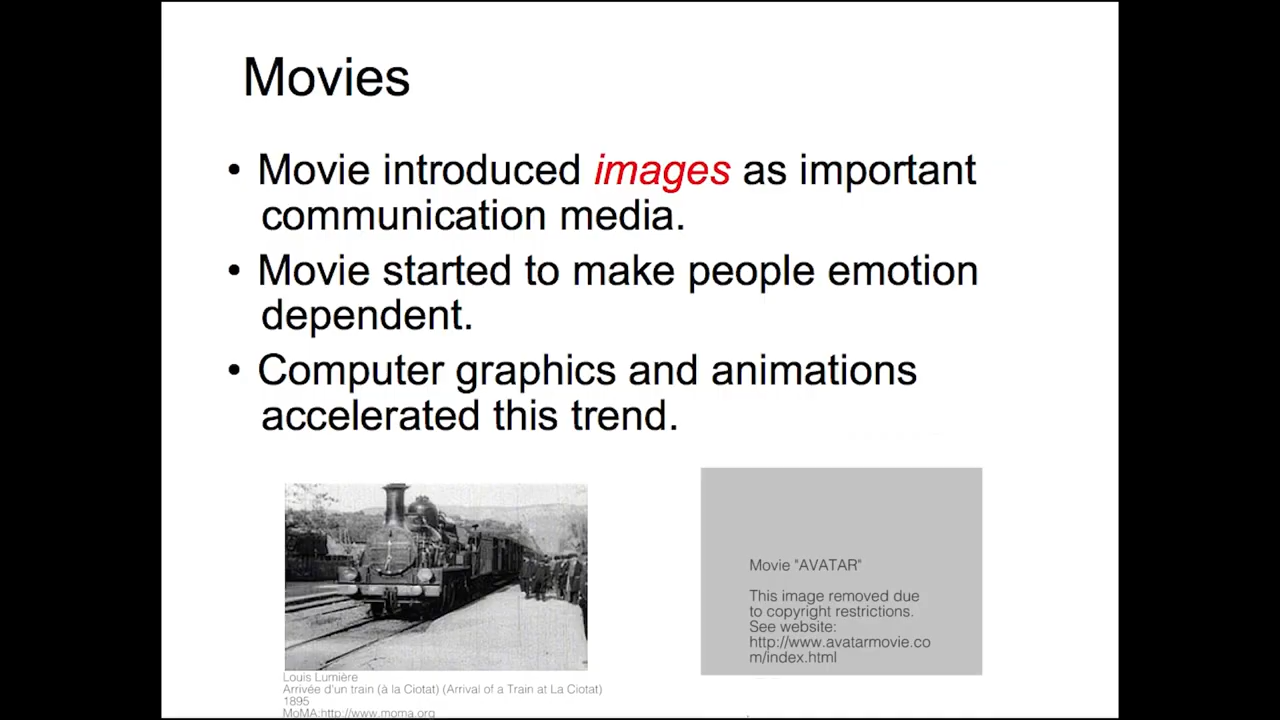 Movies
• Movie introduced images as important
communication media.
• Movie started to make people emotion
dependent.
• Computer graphics and animations
accelerated this trend.
Movie "AVATAR"
This image removed due
to copyright restrictions.
See website:
http://www.avatarmovie.co
m/index.html
Louis Lumière
Arrivée d'un train (à la Ciotat) (Arrival of a Train at La Ciotat)
1895
MoMA:http://www.moma.org